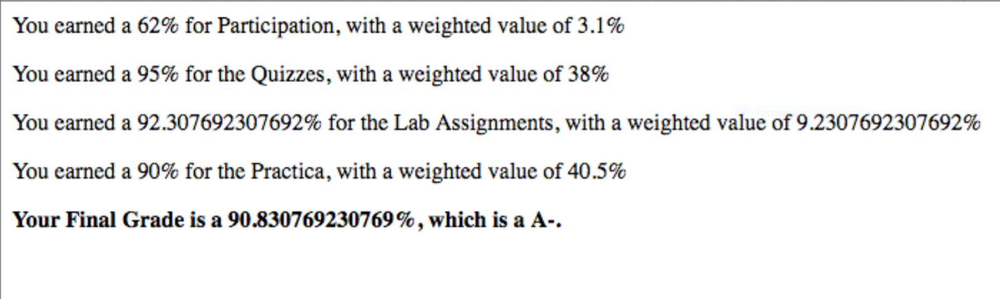 You earned a 62% for Participation, with a weighted value of 3.1%
You earned a 95% for the Quizzes, with a weighted value of 38%
You earned a 92.307692307692% for the Lab Assignments, with a weighted value of 9.2307692307692%
You earned a 90% for the Practica, with a weighted value of 40.5%
Your Final Grade is a 90.830769230769%, which is a A-.